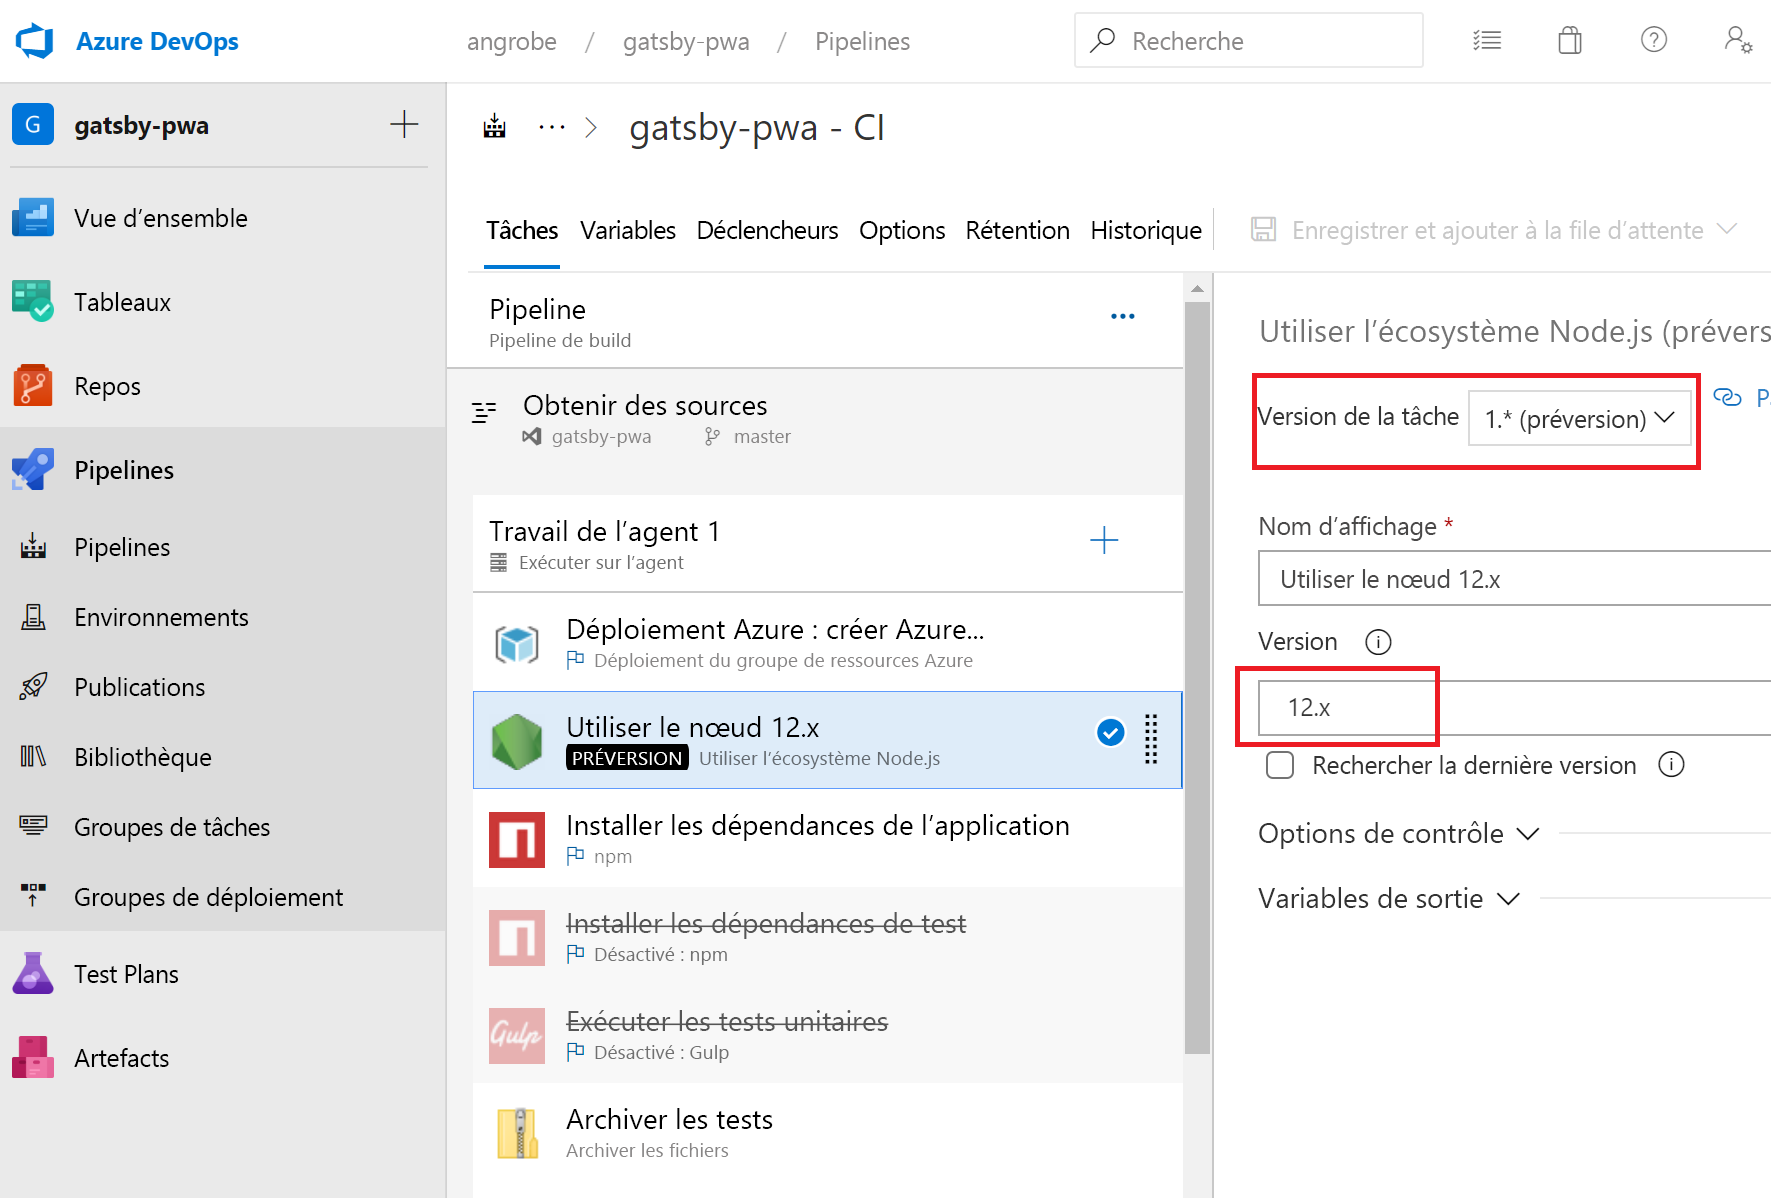 Azure DevOps
angrobe / gatsby-pwa / Pipelines
Recherche
G gatsby-pwa
Vue d’ensemble
Tableaux
Repos
Pipelines
Pipelines
Environnements
Publications
Bibliothèque
Groupes de tâches
Groupes de déploiement
Test Plans
Artefacts
... > gatsby-pwa - CI
Tâches Variables Déclencheurs Options Rétention Historique
Enregistrer et ajouter à la file d’attente
Pipeline
Pipeline de build
Obtenir des sources
gatsby-pwa master
Travail de l’agent 1
Exécuter sur l’agent
Déploiement Azure : créer Azure...
Déploiement du groupe de ressources Azure
Utiliser le nœud 12.x
PRÉVERSION Utiliser l’écosystème Node.js
Installer les dépendances de l’application
npm
Installer les dépendances de test
Désactivé : npm
Gulp
Exécuter les tests unitaires
Désactivé : Gulp
Archiver les tests
Archiver les fichiers
Utiliser l’écosystème Node.js (prévers
Version de la tâche 1.* (préversion)
Nom d’affichage *
Utiliser le nœud 12.x
Version
12.x
Rechercher la dernière version
Options de contrôle
Variables de sortie